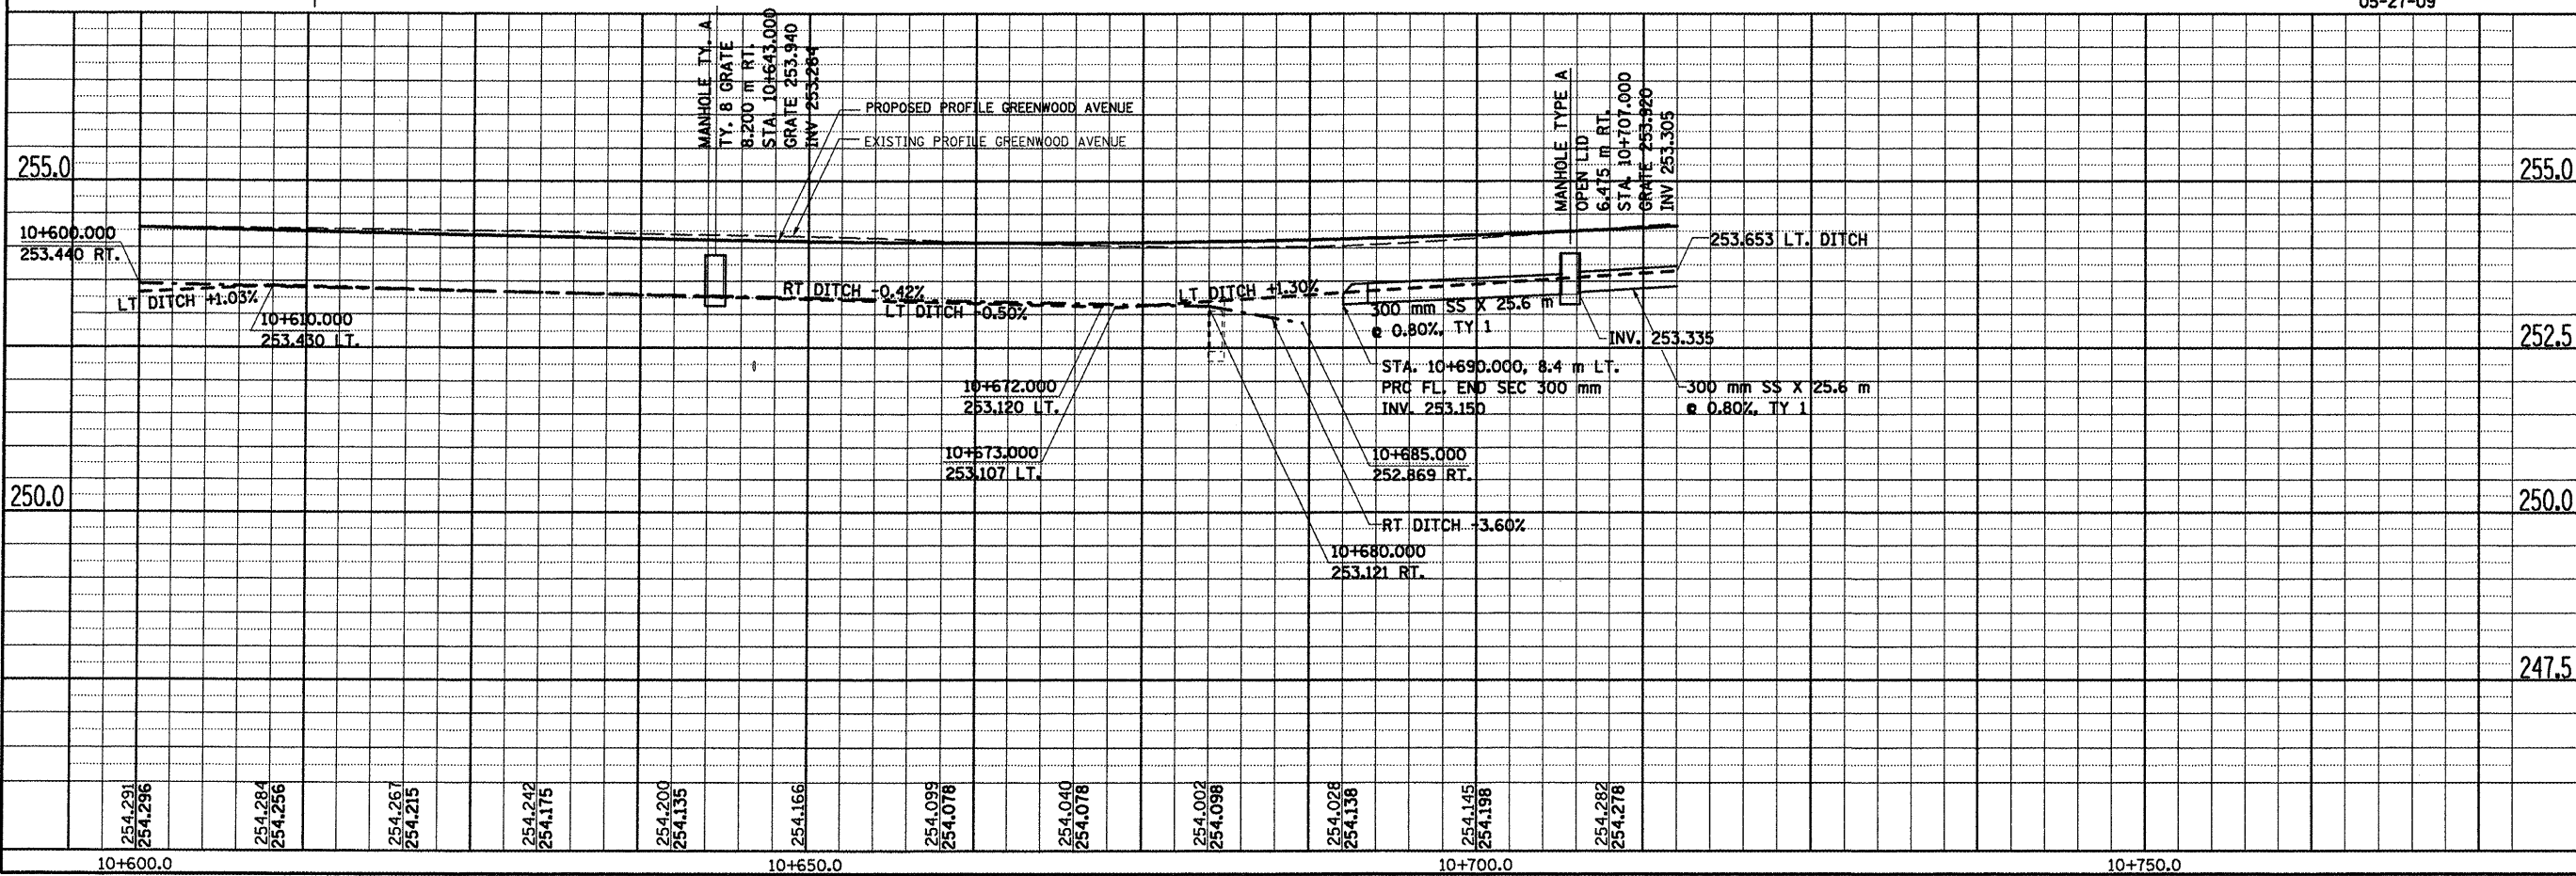 05-27-09
MANHOLE TY. A
TY. 8 GRATE
8.200 m RT.
STA. 10+643.000
GRATE 253.940
INV 253.264
PROPOSED PROFILE GREENWOOD AVENUE
EXISTING PROFILE GREENWOOD AVENUE
MANHOLE TYPE A
OPEN LID
6.475 m RT.
STA. 10+707.000
GRATE 253.920
INV 253.305
255.0
255.0
10+600.000
253.440 RT.
253.653 LT. DITCH
LT DITCH +1.03%
RT DITCH -0.42%
LT DITCH +1.30%
LT DITCH -0.50%
10+610.000
253.430 LT.
300 mm SS X 25.6 m
@ 0.80%, TY 1
INV. 253.335
252.5
STA. 10+690.000, 8.4 m LT.
PRC FL. END SEC 300 mm
INV. 253.150
300 mm SS X 25.6 m
@ 0.80%, TY 1
10+672.000
253.120 LT.
10+673.000
253.107 LT.
10+685.000
252.869 RT.
250.0
250.0
RT DITCH -3.60%
10+680.000
253.121 RT.
247.5
254.291
254.296
254.284
254.256
254.267
254.215
254.242
254.175
254.200
254.135
254.166
254.099
254.078
254.040
254.078
254.002
254.098
254.028
254.138
254.145
254.198
254.282
254.278
10+600.0
10+650.0
10+700.0
10+750.0